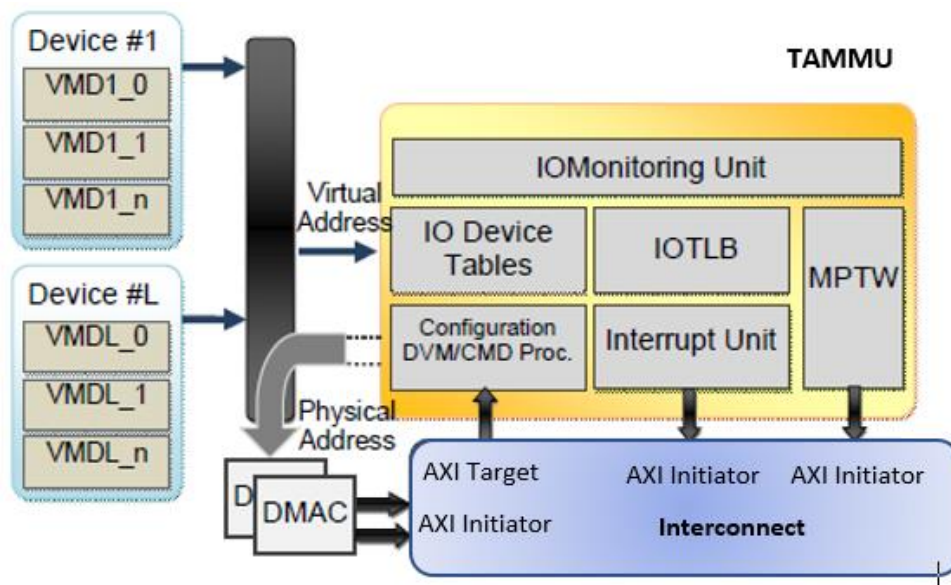 Device #1
VMD1_0
VMD1_1
VMD1_n
Device #L
VMDL_0
VMDL_1
VMDL_n
Virtual
Address
Physical
Address
D
DMAC
TAMMU
IOMonitoring Unit
IO Device
Tables
IOTLB
MPTW
Configuration
DVM/CMD Proc.
Interrupt Unit
AXI Target
AXI Initiator
AXI Initiator
AXI Initiator
Interconnect